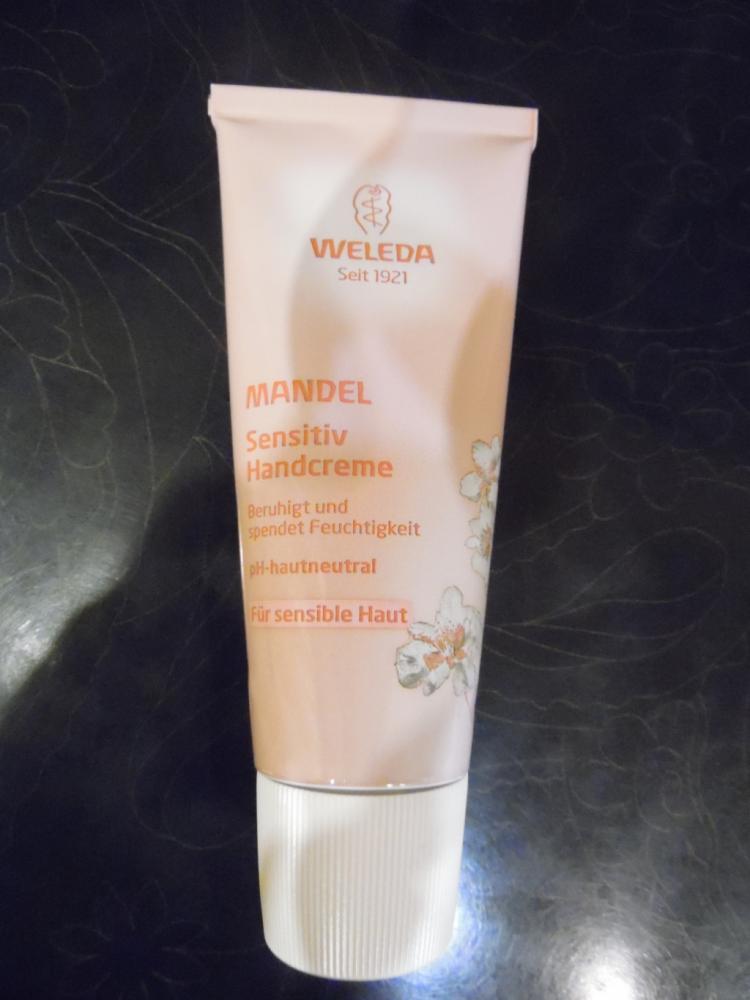 WELEDA
Seit 1921
MANDEL
Sensitiv
Handcreme
Beruhigt und
spendet Feuchtigkeit
pH-hautneutral
Für sensible Haut